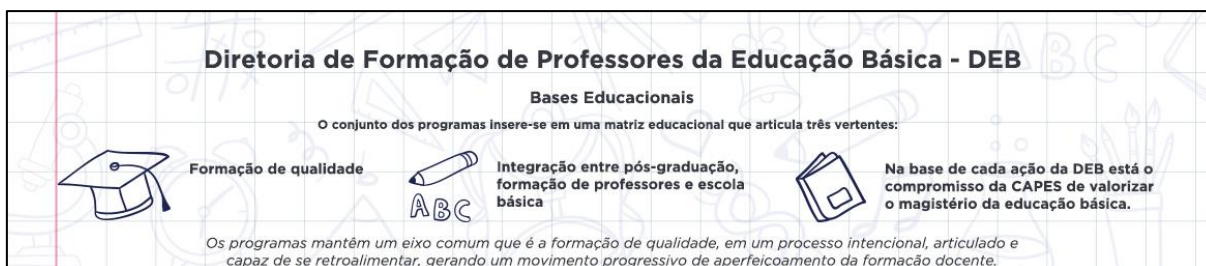 Diretoria de Formação de Professores da Educação Básica - DEB
Bases Educacionais
O conjunto dos programas insere-se em uma matriz educacional que articula três vertentes:
Formação de qualidade
ABC
Integração entre pós-graduação,
formação de professores e escola
básica
Na base de cada ação da DEB está o
compromisso da CAPES de valorizar
o magistério da educação básica.
Os programas mantêm um eixo comum que é a formação de qualidade, em um processo intencional, articulado e
capaz de se retroalimentar, gerando um movimento progressivo de aperfeiçoamento da formação docente.
ABC